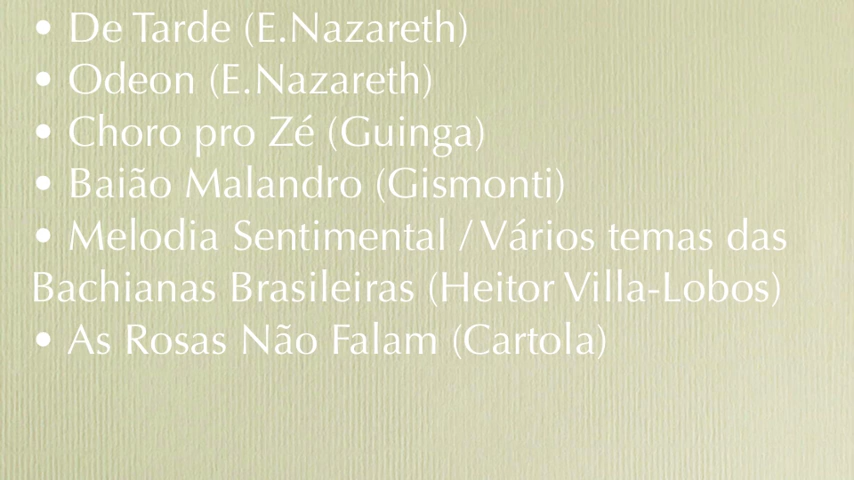 • De Tarde (E.Nazareth)
• Odeon (E.Nazareth)
• Choro pro Zé (Guinga)
• Baião Malandro (Gismonti)
• Melodia Sentimental / Vários temas das
Bachianas Brasileiras (Heitor Villa-Lobos)
• As Rosas Não Falam (Cartola)